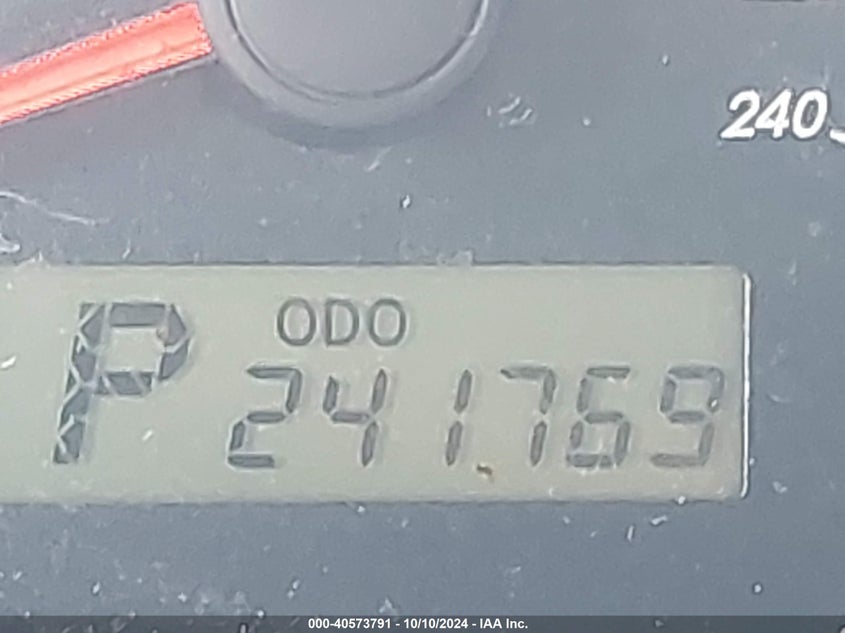 240
ODO
P 241769
000-40573791 - 10/10/2024 - IAA Inc.